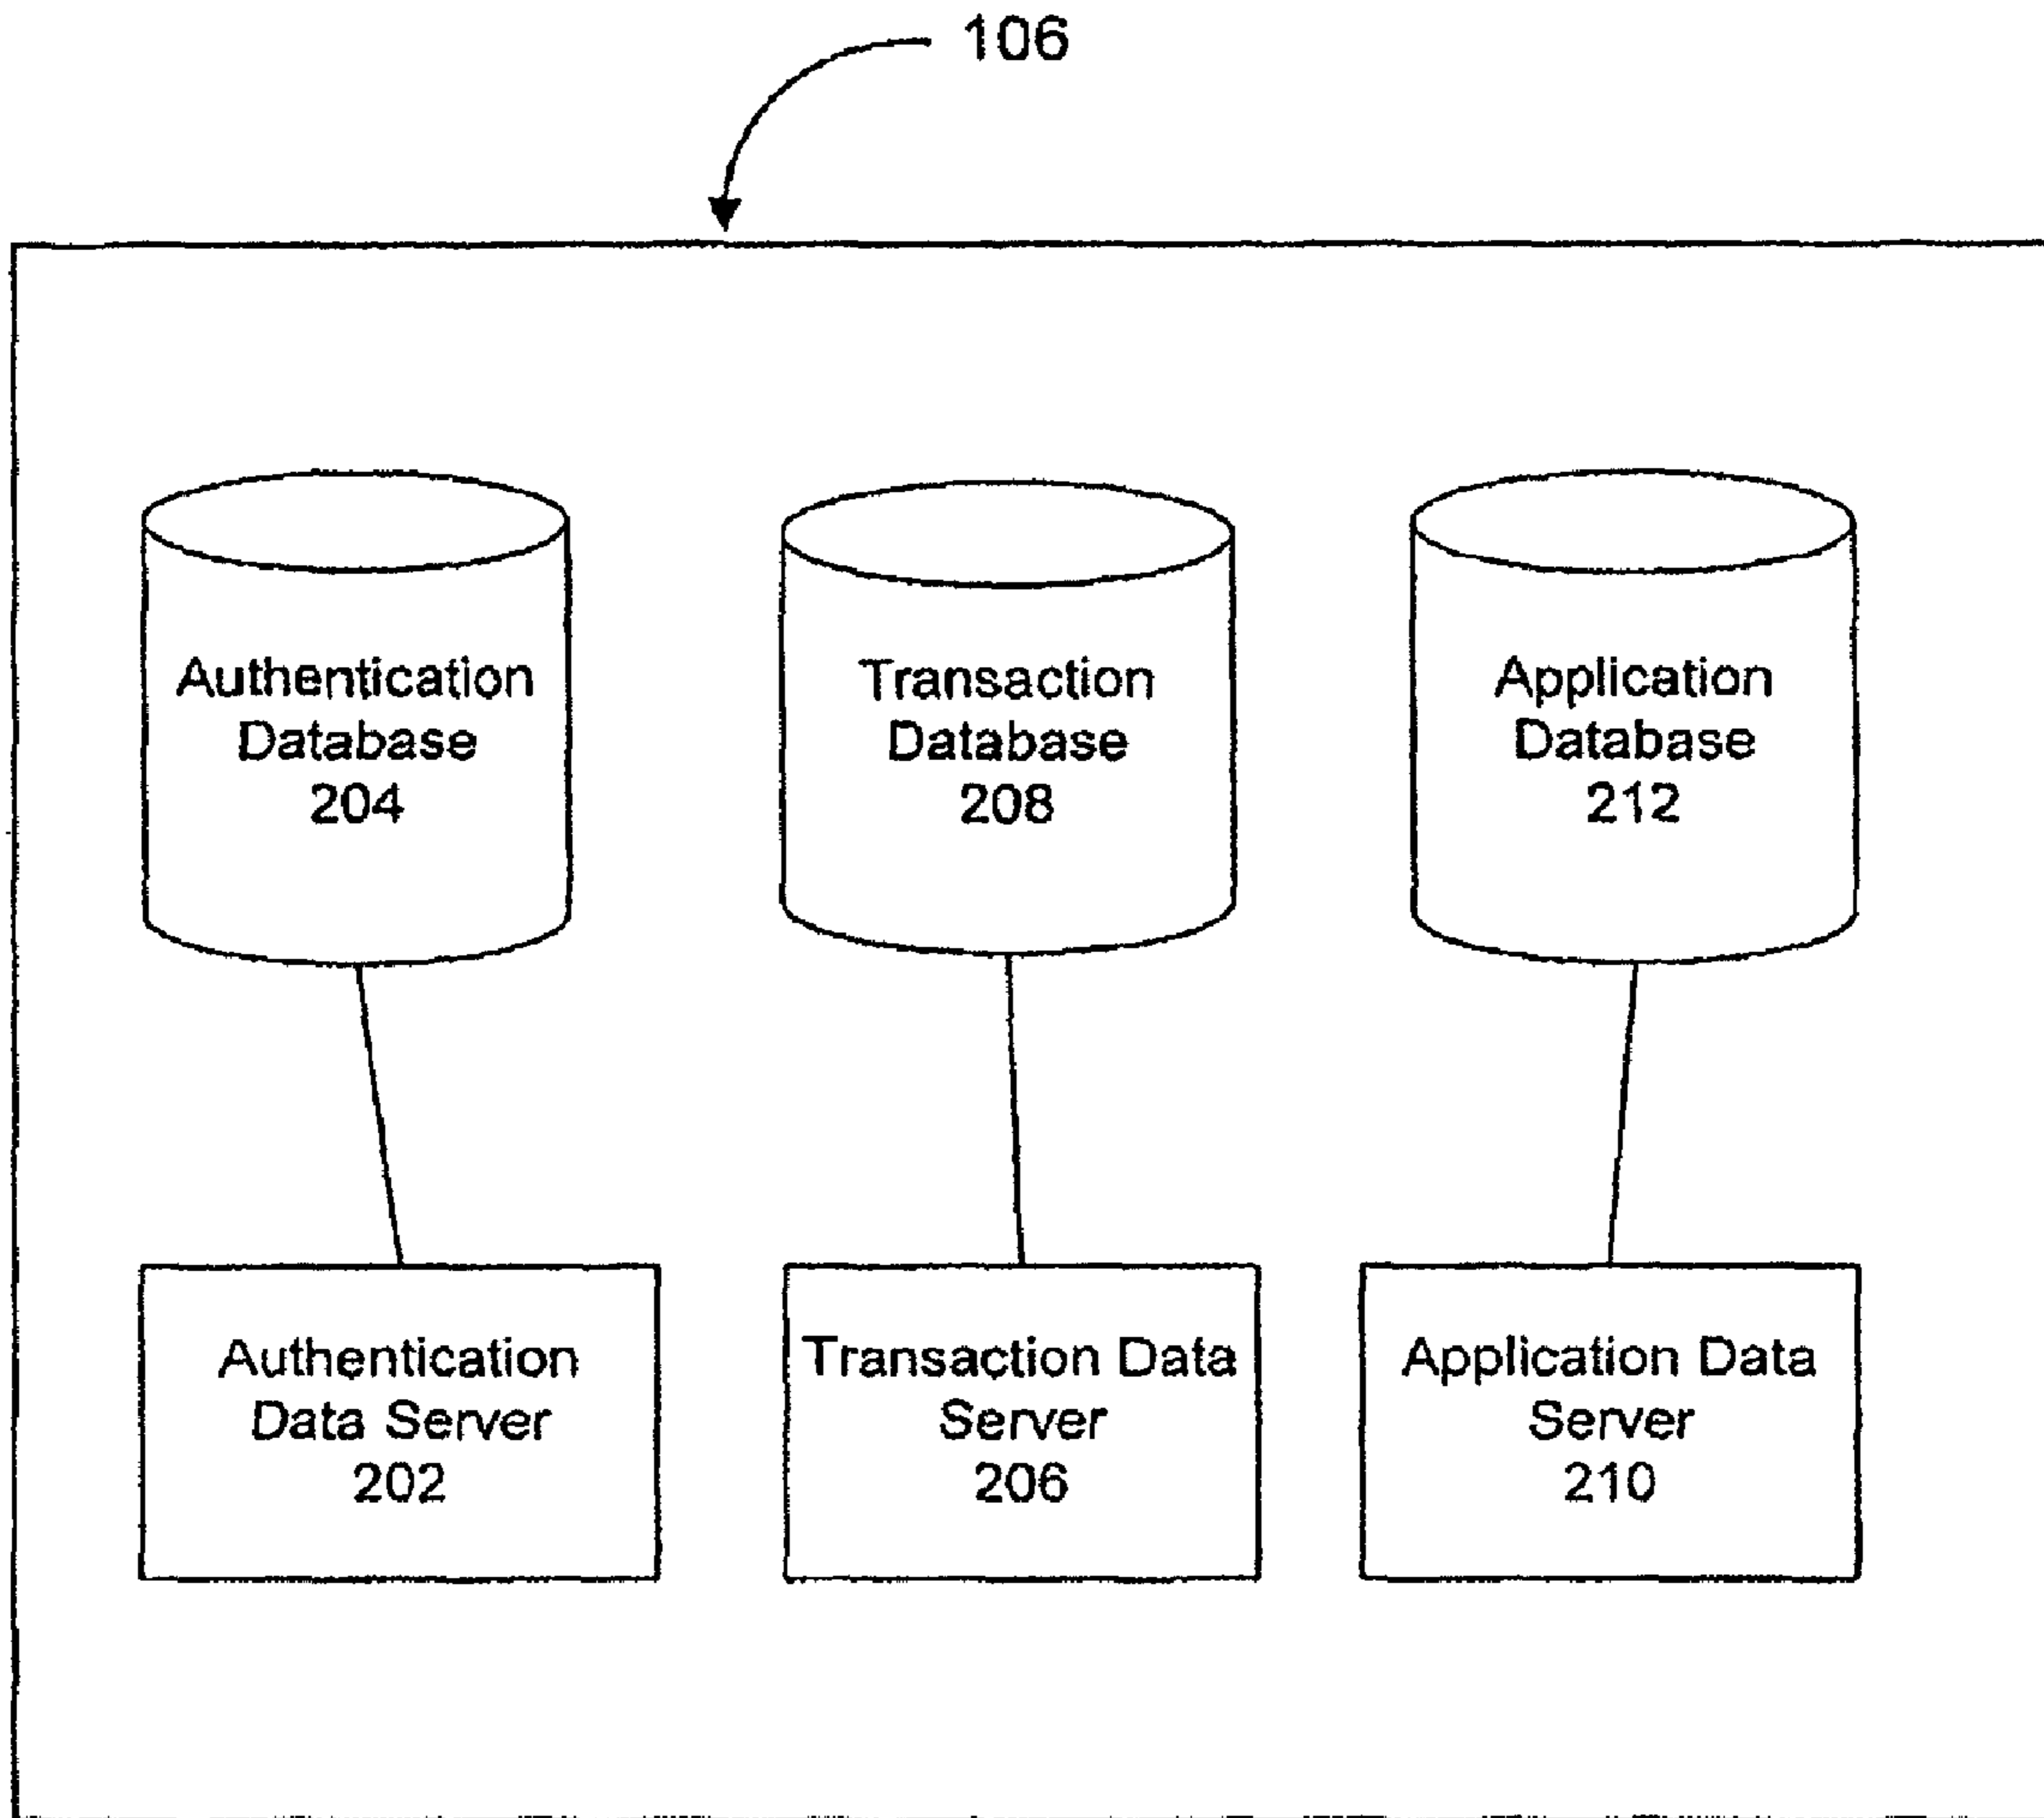 106
Authentication
Database
204
Transaction
Database
208
Application
Database
212
Authentication
Data Server
202
Transaction Data
Server
206
Application Data
Server
210